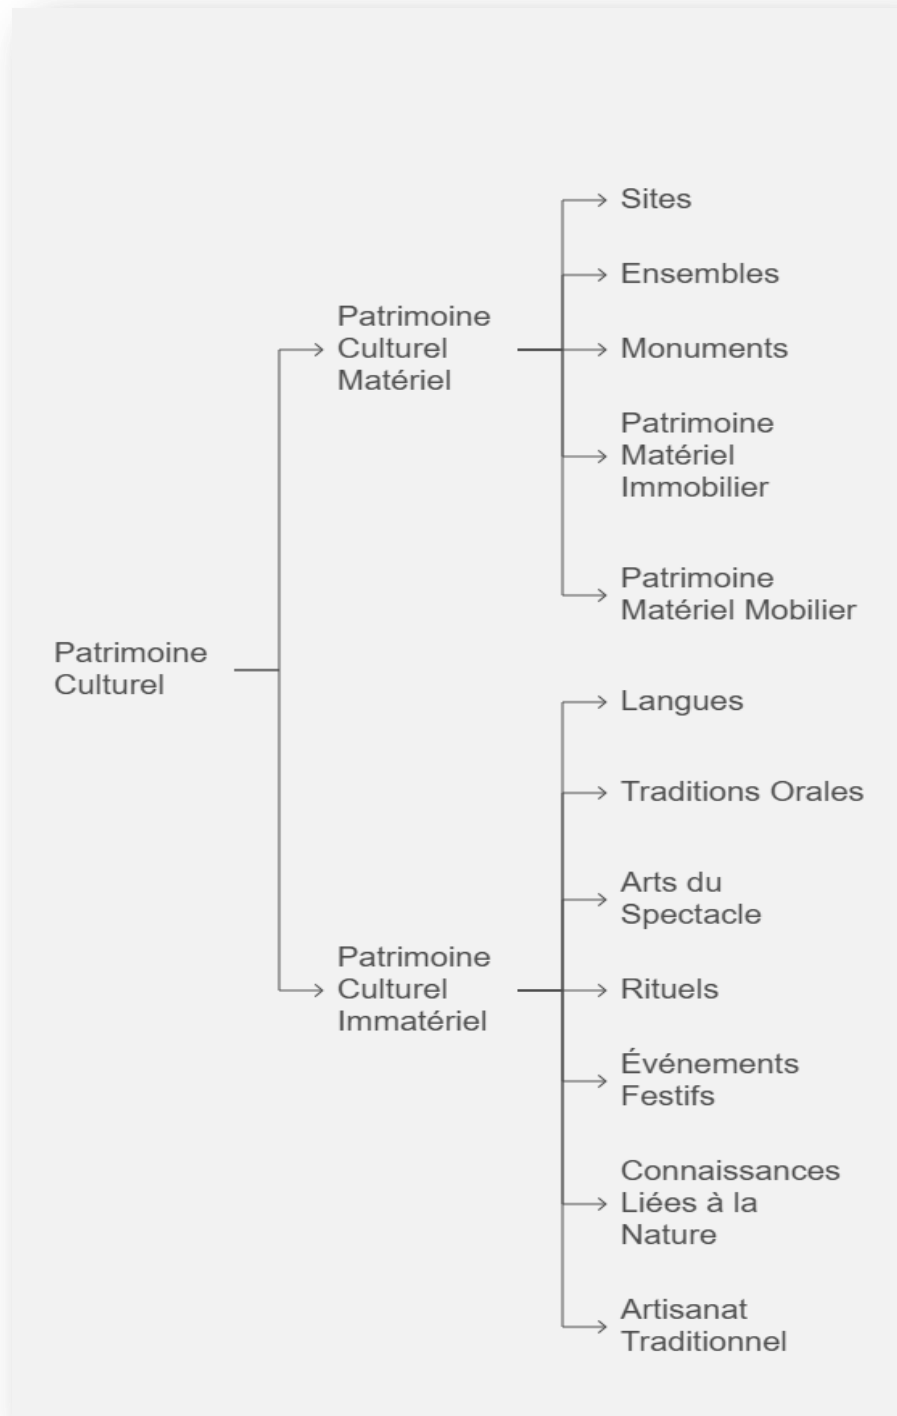 Sites
Ensembles
Patrimoine
Culturel
Matériel
Monuments
Patrimoine
Matériel
Immobilier
Patrimoine
Matériel Mobilier
Patrimoine
Culturel
Langues
Traditions Orales
Arts du
Spectacle
Patrimoine
Culturel
Immatériel
Rituels
Événements
Festifs
Connaissances
Liées à la
Nature
Artisanat
Traditionnel